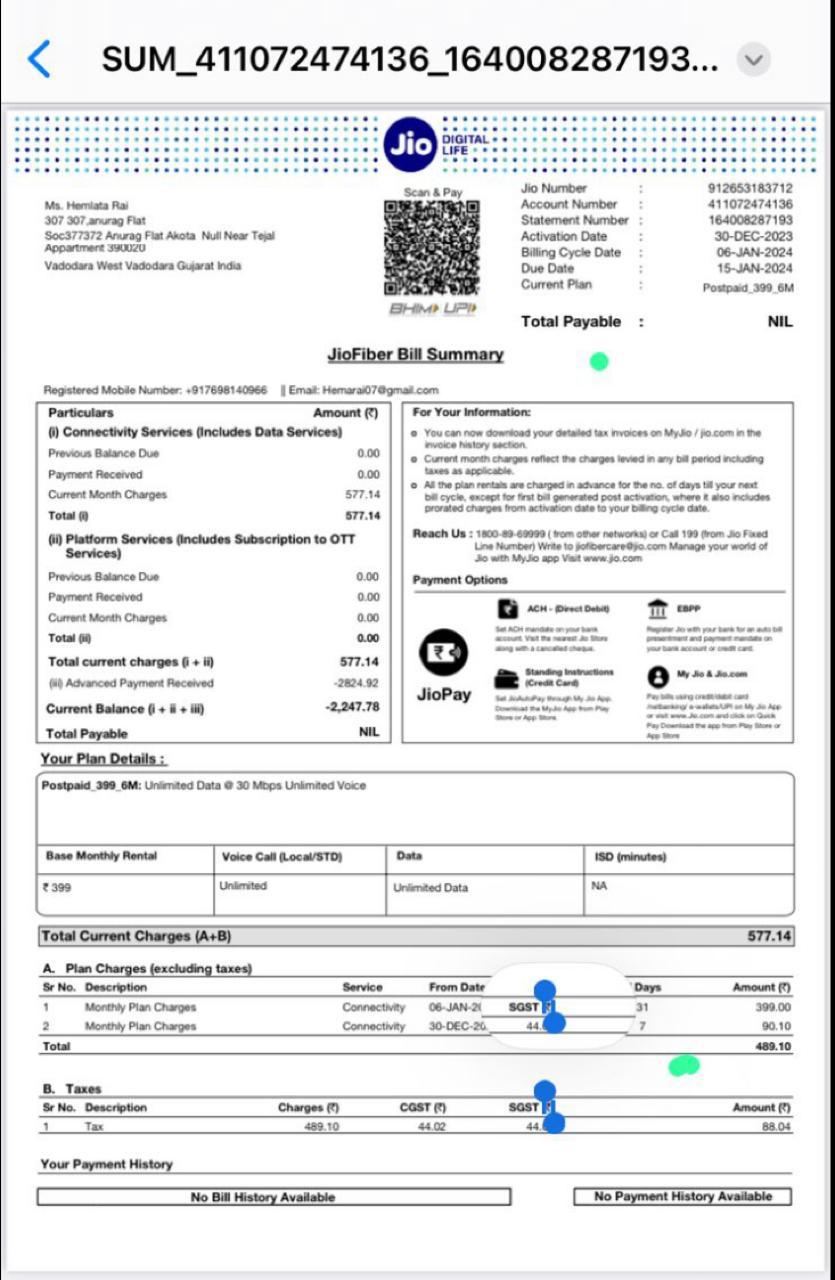 SUM_411072474136_164008287193...
Jio DIGITAL LIFE
Scan & Pay
Ms. Hemlata Rai
307 307,anurag Flat
Soc377372 Anurag Flat Akota Null Near Tejal
Appartment 390020
Vadodara West Vadodara Gujarat India
BHIM UPI
Jio Number : 912653183712
Account Number : 411072474136
Statement Number : 164008287193
Activation Date : 30-DEC-2023
Billing Cycle Date : 06-JAN-2024
Due Date : 15-JAN-2024
Current Plan : Postpaid_399_6M
Total Payable : NIL
JioFiber Bill Summary
Registered Mobile Number: +917698140966 || Email: Hemarai07@gmail.com
Particulars Amount (₹)
(i) Connectivity Services (Includes Data Services)
Previous Balance Due 0.00
Payment Received 0.00
Current Month Charges 577.14
Total (i) 577.14
(ii) Platform Services (Includes Subscription to OTT
Services)
Previous Balance Due 0.00
Payment Received 0.00
Current Month Charges 0.00
Total (ii) 0.00
Total current charges (i + ii) 577.14
(iii) Advanced Payment Received -2824.92
Current Balance (i + ii + iii) -2,247.78
Total Payable NIL
For Your Information:
You can now download your detailed tax invoices on MyJio / jio.com in the
invoice history section.
Current month charges reflect the charges levied in any bill period including
taxes as applicable.
All the plan rentals are charged in advance for the no. of days till your next
bill cycle, except for first bill generated post activation, where it also includes
prorated charges from activation date to your billing cycle date.
Reach Us : 1800-89-69999 ( from other networks) or Call 199 (from Jio Fixed
Line Number) Write to jiofibercare@jio.com Manage your world of
Jio with MyJio app Visit www.jio.com
Payment Options
JioPay
ACH - (Direct Debit)
Set ACH mandate on your bank
account. Visit the nearest Jio Store
along with a cancelled cheque.
EBPP
Register Jio with your bank for an auto bill
presentment and payment mandate on
your bank account or credit card.
Standing Instructions
(Credit Card)
Set JioAutoPay through My Jio App.
Download the MyJio App from Play
Store or App Store.
My Jio & Jio.com
Pay bills using credit/debit card
/netbanking/ e-wallets/UPI on My Jio App
or visit www.Jio.com and click on Quick
Pay Download the app from Play Store or
App Store
Your Plan Details :
Postpaid_399_6M: Unlimited Data @ 30 Mbps Unlimited Voice
Base Monthly Rental Voice Call (Local/STD) Data ISD (minutes)
₹ 399 Unlimited Unlimited Data NA
Total Current Charges (A+B) 577.14
A. Plan Charges (excluding taxes)
Sr No. Description Service From Date Days Amount (₹)
1 Monthly Plan Charges Connectivity 06-JAN-20 SGST 31 399.00
2 Monthly Plan Charges Connectivity 30-DEC-20 44. 7 90.10
Total 489.10
B. Taxes
Sr No. Description Charges (₹) CGST (₹) SGST Amount (₹)
1 Tax 489.10 44.02 44. 88.04
Your Payment History
No Bill History Available No Payment History Available